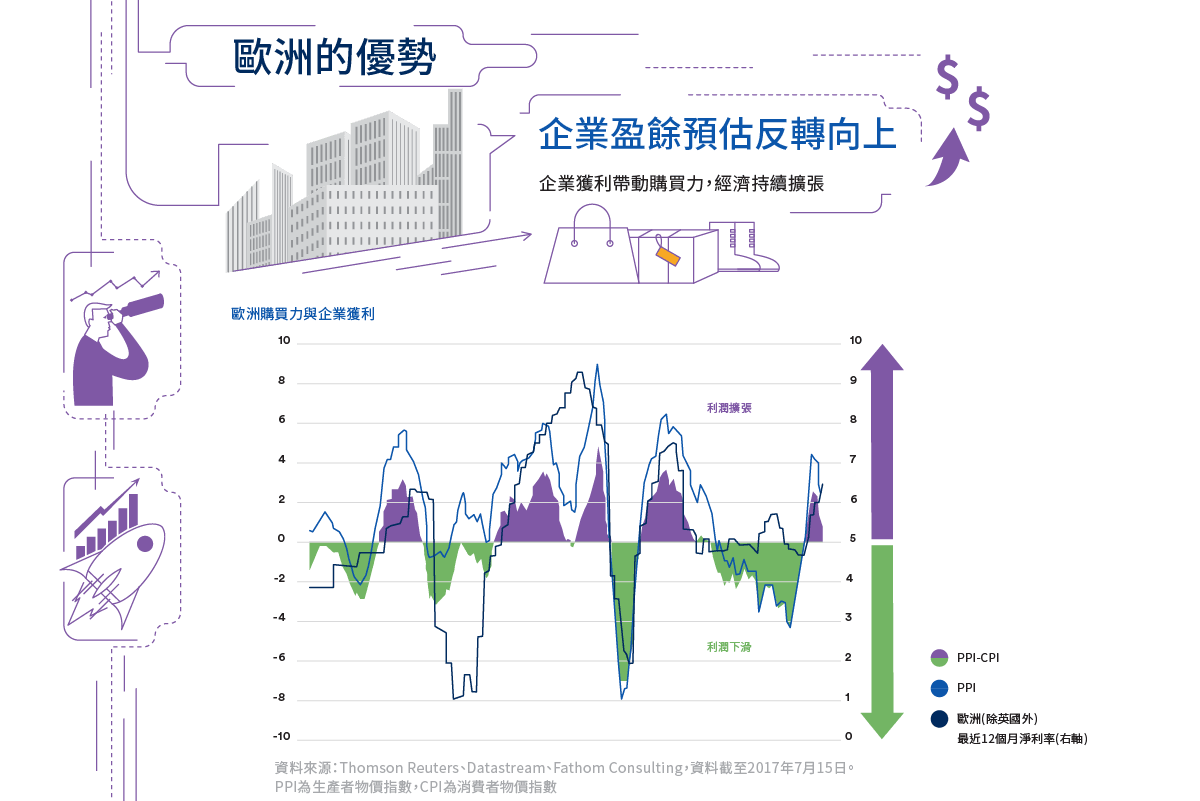 歐洲的優勢
$
$
企業盈餘預估反轉向上
企業獲利帶動購買力，經濟持續擴張
歐洲購買力與企業獲利
10
8
6
4
2
0
-2
-4
-6
-8
-10
利潤擴張
利潤下滑
10
9
8
7
6
5
4
3
2
1
0
PPI-CPI
PPI
歐洲(除英國外)
最近12個月淨利率(右軸)
資料來源：Thomson Reuters、Datastream、Fathom Consulting，資料截至2017年7月15日。
PPI為生產者物價指數，CPI為消費者物價指數